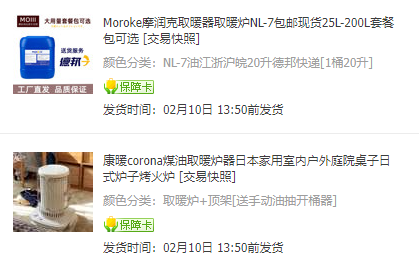 MOIII 大用量套餐包可选
送货服务
德邦
工厂直发 品质保证
Moroke摩润克取暖器取暖炉NL-7包邮现货25L-200L套餐
包可选 [交易快照]
颜色分类：NL-7油江浙沪皖20升德邦快递[1桶20升]
保障卡
发货时间：02月10日 13:50前发货
康暖corona煤油取暖炉器日本家用室内户外庭院桌子日
式炉子烤火炉 [交易快照]
颜色分类：取暖炉+顶架[送手动油抽开桶器]
保障卡
发货时间：02月10日 13:50前发货